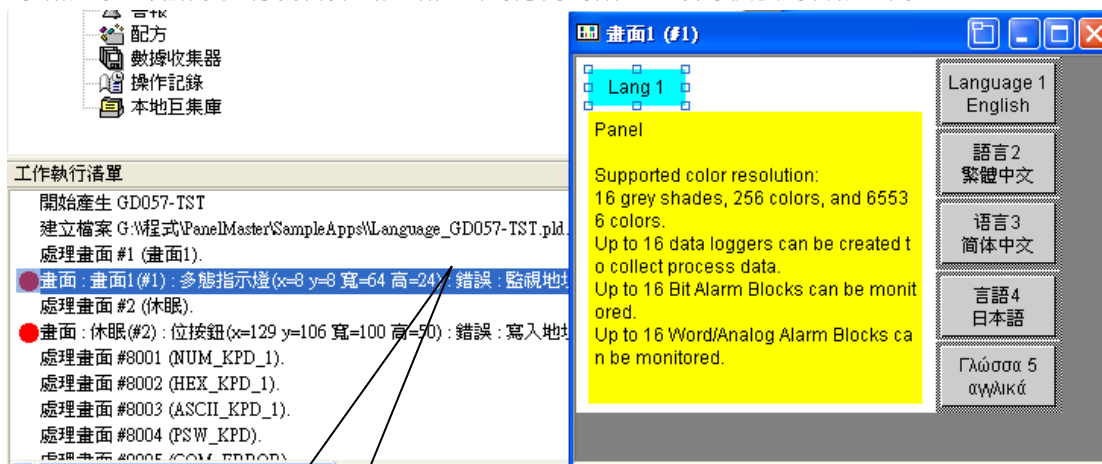 警報
配方
數據收集器
操作記錄
本地巨集庫
工作執行清單
開始產生 GD057-TST
建立檔案 G:\程式\PanelMaster\SampleApps\Language_GD057-TST.pld.
處理畫面 #1 (畫面1).
畫面 : 畫面1(#1) : 多態指示燈(x=8 y=8 寬=64 高=24) : 錯誤 : 監視地址
處理畫面 #2 (休眠).
畫面 : 休眠(#2) : 位按鈕(x=129 y=106 寬=100 高=50) : 錯誤 : 寫入地址
處理畫面 #8001 (NUM_KPD_1).
處理畫面 #8002 (HEX_KPD_1).
處理畫面 #8003 (ASCII_KPD_1).
處理畫面 #8004 (PSW_KPD).
處理畫面 #8005 (COM_ERROR).
畫面1 (#1)
Lang 1
Panel
Supported color resolution:
16 grey shades, 256 colors, and 6553
6 colors.
Up to 16 data loggers can be created t
o collect process data.
Up to 16 Bit Alarm Blocks can be monit
ored.
Up to 16 Word/Analog Alarm Blocks ca
n be monitored.
Language 1
English
語言2
繁體中文
语言3
简体中文
言語4
日本語
Γλώσσα 5
αγγλικά